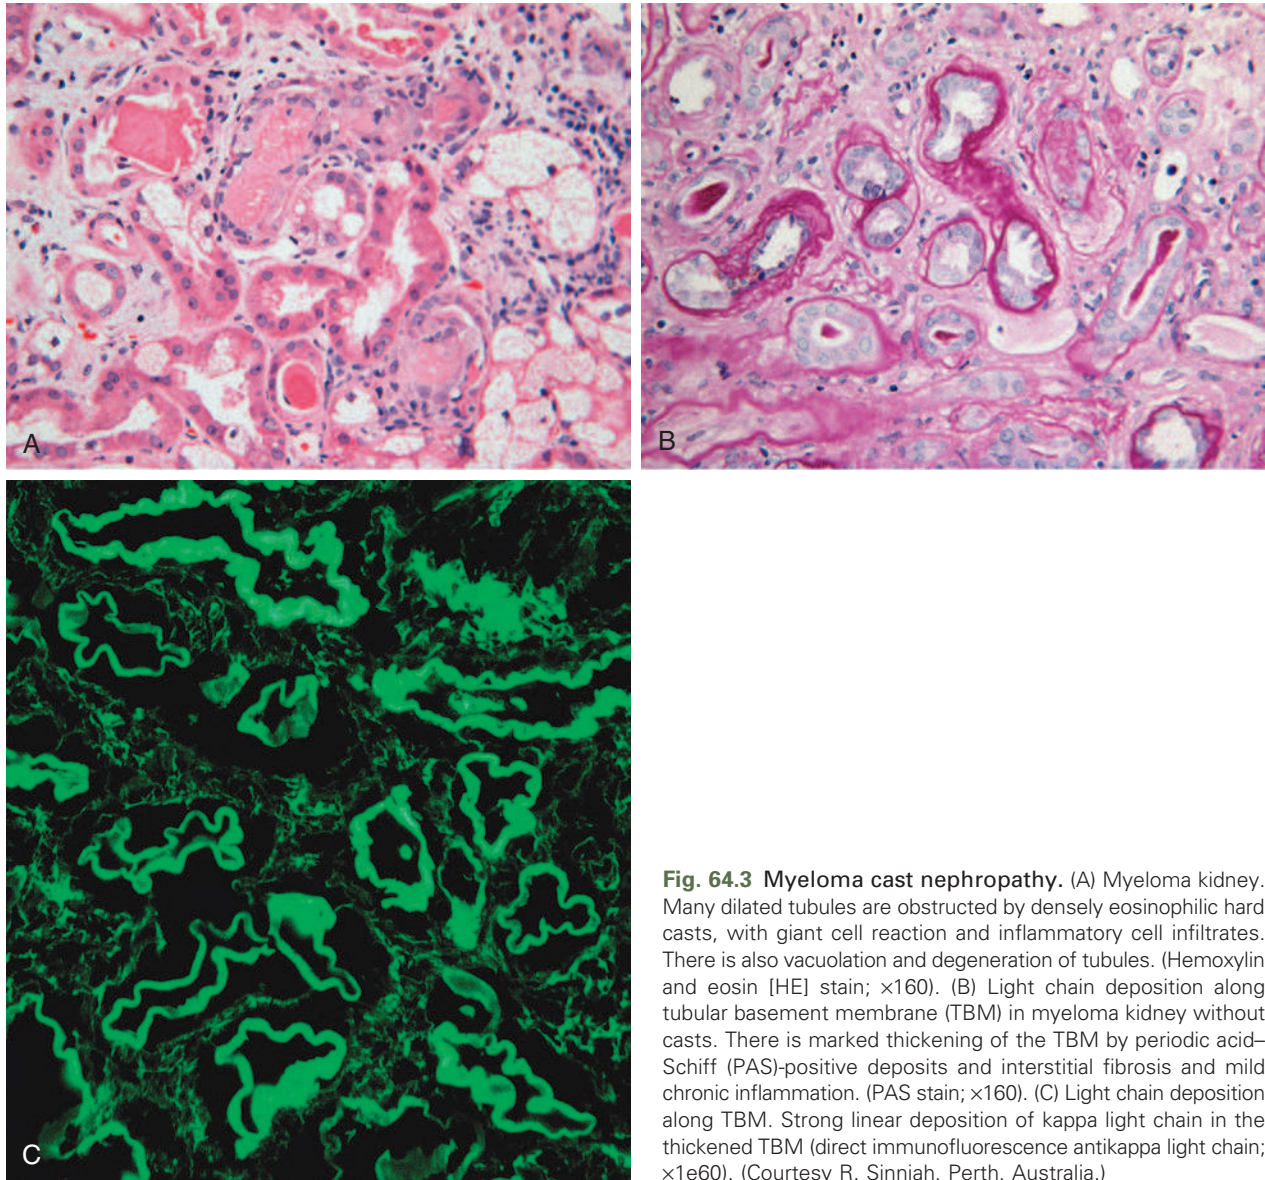 A
B
C
Fig. 64.3 Myeloma cast nephropathy. (A) Myeloma kidney.
Many dilated tubules are obstructed by densely eosinophilic hard
casts, with giant cell reaction and inflammatory cell infiltrates.
There is also vacuolation and degeneration of tubules. (Hemoxylin
and eosin [HE] stain; ×160). (B) Light chain deposition along
tubular basement membrane (TBM) in myeloma kidney without
casts. There is marked thickening of the TBM by periodic acid–
Schiff (PAS)-positive deposits and interstitial fibrosis and mild
chronic inflammation. (PAS stain; ×160). (C) Light chain deposition
along TBM. Strong linear deposition of kappa light chain in the
thickened TBM (direct immunofluorescence antikappa light chain;
×1e60). (Courtesy R. Sinniah, Perth, Australia.)